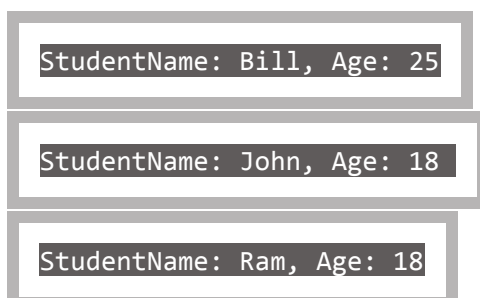 StudentName: Bill, Age: 25
StudentName: John, Age: 18
StudentName: Ram, Age: 18